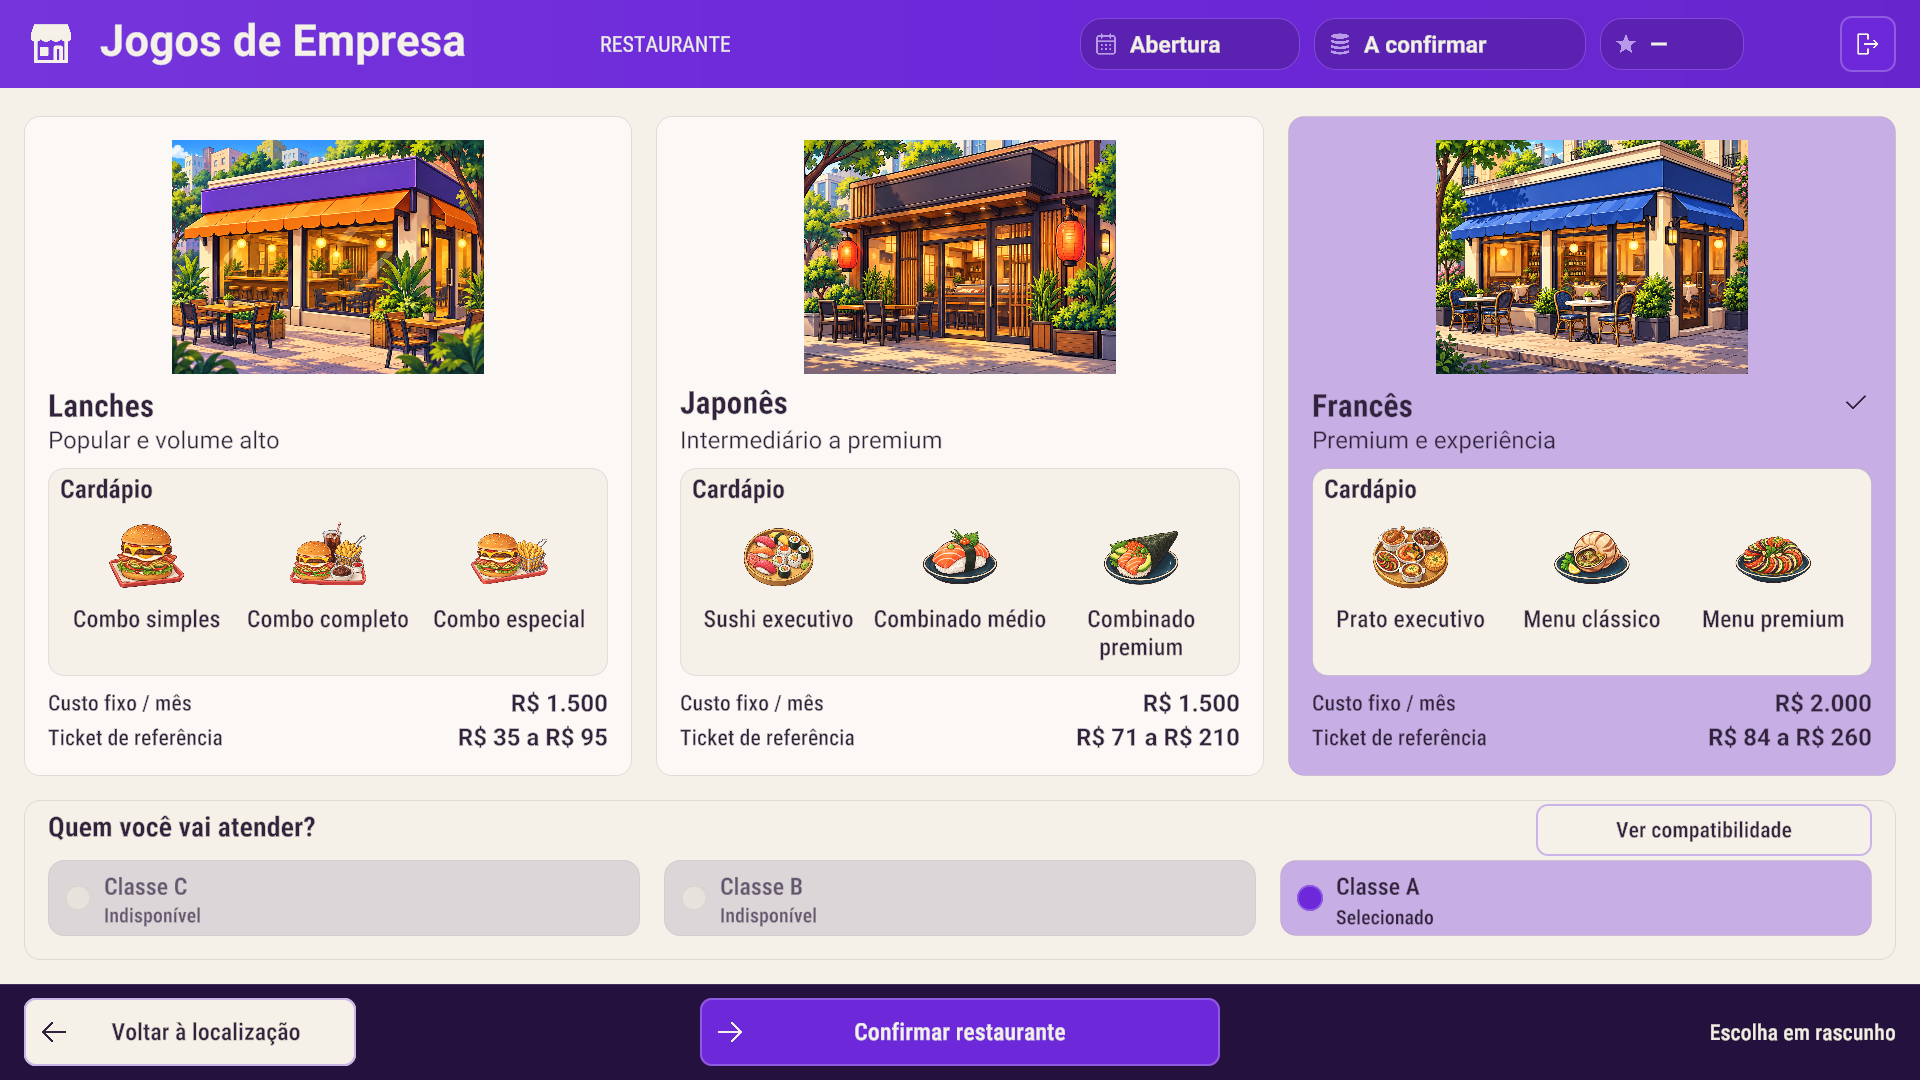 Jogos de Empresa
RESTAURANTE
Abertura
A confirmar
–
Lanches
Popular e volume alto
Cardápio
Combo simples
Combo completo
Combo especial
Custo fixo / mês
R$ 1.500
Ticket de referência
R$ 35 a R$ 95
Japonês
Intermediário a premium
Cardápio
Sushi executivo
Combinado médio
Combinado
premium
Custo fixo / mês
R$ 1.500
Ticket de referência
R$ 71 a R$ 210
Francês
Premium e experiência
Cardápio
Prato executivo
Menu clássico
Menu premium
Custo fixo / mês
R$ 2.000
Ticket de referência
R$ 84 a R$ 260
Quem você vai atender?
Ver compatibilidade
Classe C
Indisponível
Classe B
Indisponível
Classe A
Selecionado
Voltar à localização
Confirmar restaurante
Escolha em rascunho